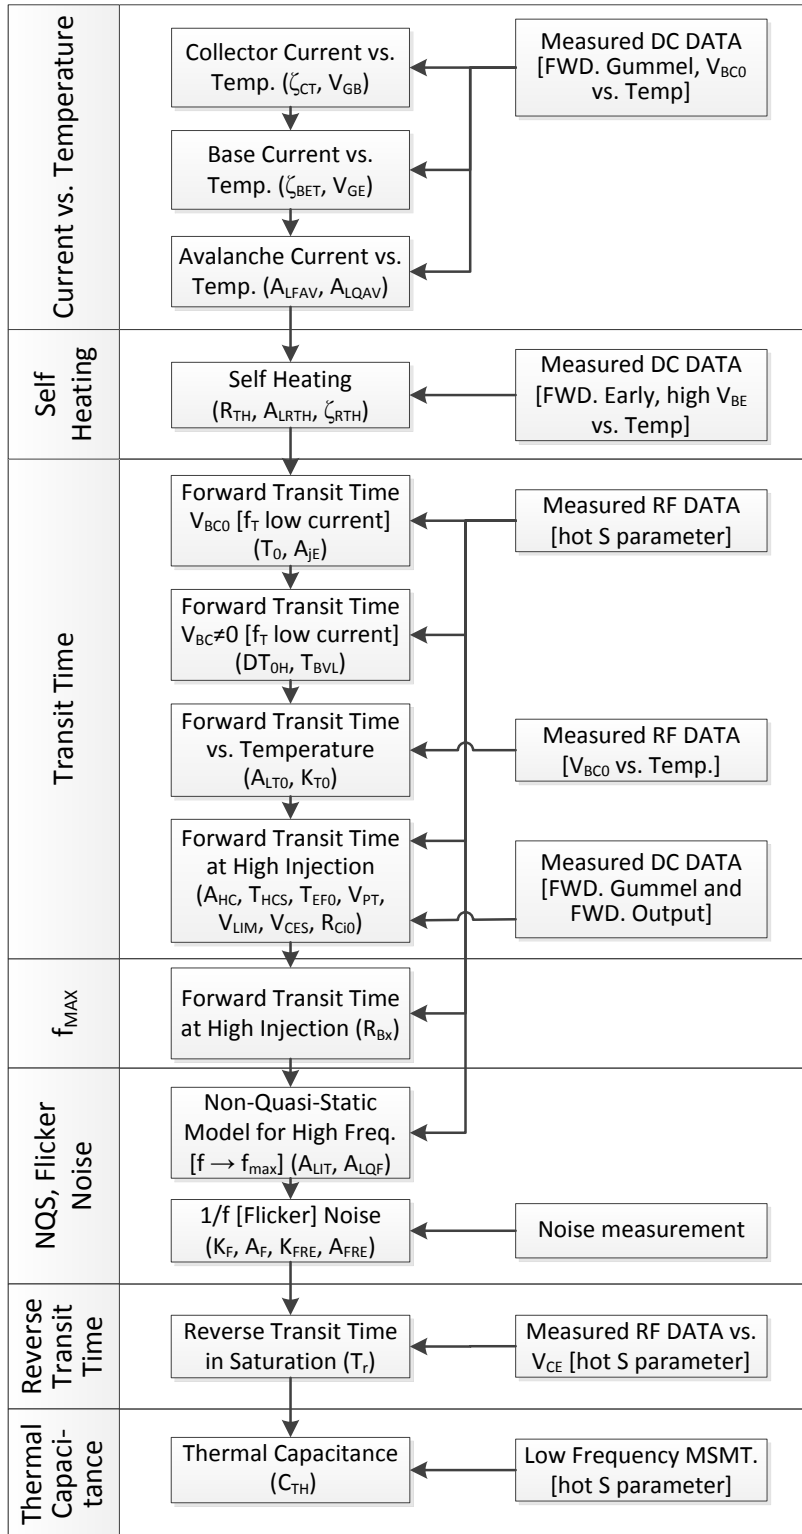 Current vs. Temperature
Collector Current vs.
Temp. (ζCT, VGB)
Measured DC DATA
[FWD. Gummel, VBC0
vs. Temp]
Base Current vs.
Temp. (ζBET, VGE)
Avalanche Current vs.
Temp. (ALFAV, ALQAV)
Self
Heating
Self Heating
(RTH, ALRTH, ζRTH)
Measured DC DATA
[FWD. Early, high VBE
vs. Temp]
Transit Time
Forward Transit Time
VBC0 [fT low current]
(T0, AjE)
Measured RF DATA
[hot S parameter]
Forward Transit Time
VBC≠0 [fT low current]
(DT0H, TBVL)
Forward Transit Time
vs. Temperature
(ALT0, KT0)
Measured RF DATA
[VBC0 vs. Temp.]
Forward Transit Time
at High Injection
(AHC, THCS, TEF0, VPT,
VLIM, VCES, RCi0)
Measured DC DATA
[FWD. Gummel and
FWD. Output]
fMAX
Forward Transit Time
at High Injection (RBx)
NQS, Flicker
Noise
Non-Quasi-Static
Model for High Freq.
[f → fmax] (ALIT, ALQF)
1/f [Flicker] Noise
(KF, AF, KFRE, AFRE)
Noise measurement
Reverse
Transit
Time
Reverse Transit Time
in Saturation (Tr)
Measured RF DATA vs.
VCE [hot S parameter]
Thermal
Capaci-
tance
Thermal Capacitance
(CTH)
Low Frequency MSMT.
[hot S parameter]